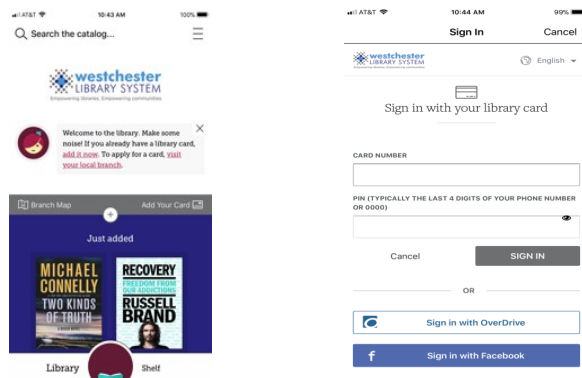 AT&T 10:43 AM 100%
Search the catalog...
westchester
LIBRARY SYSTEM
Empowering libraries. Empowering communities.
Welcome to the library. Make some
noise! If you already have a library card,
add it now. To apply for a card, visit
your local branch.
Branch Map Add Your Card
Just added
MICHAEL
CONNELLY
TWO KINDS
OF TRUTH
RECOVERY
FREEDOM FROM
OUR ADDICTIONS
RUSSELL
BRAND
Library Shelf
AT&T 10:44 AM 99%
Sign In Cancel
westchester
LIBRARY SYSTEM
Empowering libraries. Empowering communities.
English
Sign in with your library card
CARD NUMBER
PIN (TYPICALLY THE LAST 4 DIGITS OF YOUR PHONE NUMBER
OR 0000)
Cancel SIGN IN
OR
Sign in with OverDrive
f Sign in with Facebook